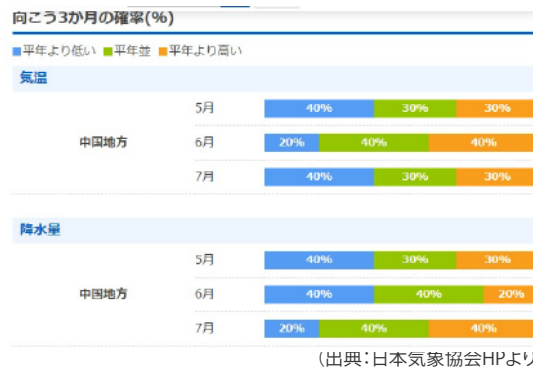 向こう3か月の確率(%)
■平年より低い ■平年並 ■平年より高い
気温
5月 40% 30% 30%
中国地方 6月 20% 40% 40%
7月 40% 30% 30%
降水量
5月 40% 30% 30%
中国地方 6月 40% 40% 20%
7月 20% 40% 40%
（出典：日本気象協会HPより